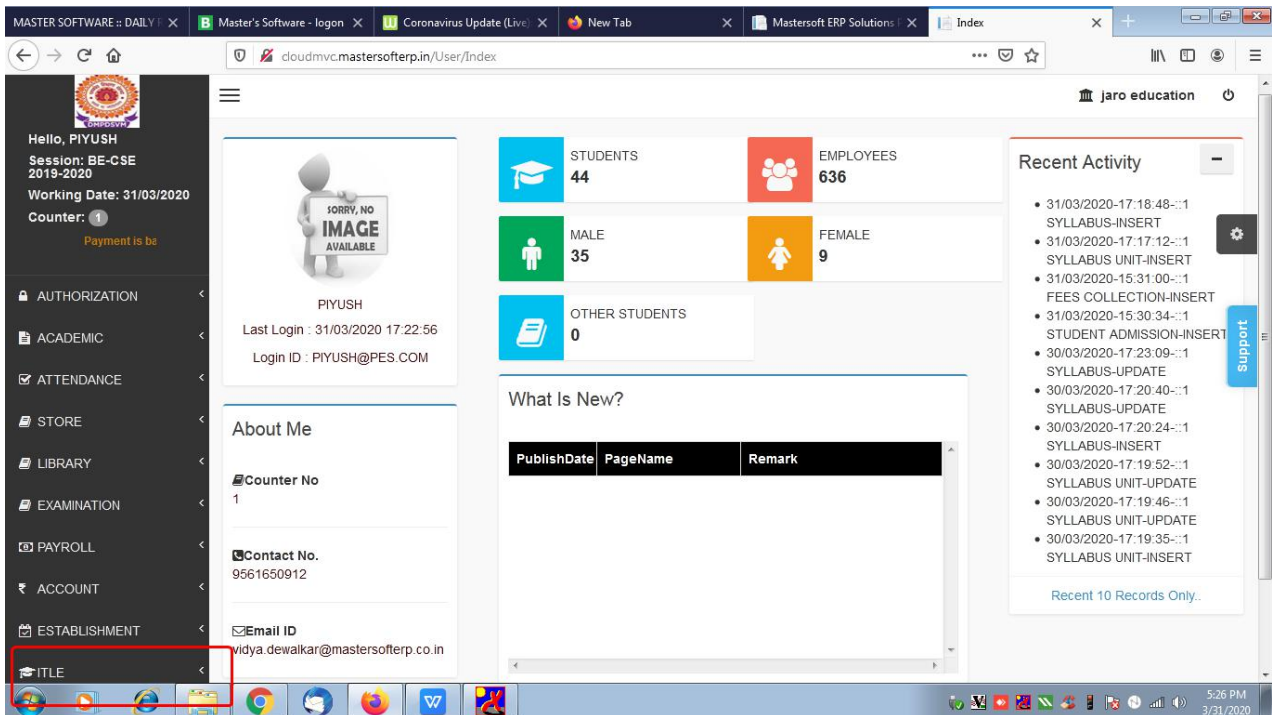 MASTER SOFTWARE :: DAILY F
Master's Software - logon
Coronavirus Update (Live)
New Tab
Mastersoft ERP Solutions
Index
cloudmvc.mastersofterp.in/User/Index
DMPDSVM
Hello, PIYUSH
Session: BE-CSE
2019-2020
Working Date: 31/03/2020
Counter: 1
Payment is ba
AUTHORIZATION
ACADEMIC
ATTENDANCE
STORE
LIBRARY
EXAMINATION
PAYROLL
₹ ACCOUNT
ESTABLISHMENT
ITLE
jaro education
SORRY, NO
IMAGE
AVAILABLE
PIYUSH
Last Login : 31/03/2020 17:22:56
Login ID : PIYUSH@PES.COM
About Me
Counter No
1
Contact No.
9561650912
Email ID
vidya.dewalkar@mastersofterp.co.in
STUDENTS
44
EMPLOYEES
636
MALE
35
FEMALE
9
OTHER STUDENTS
0
What Is New?
PublishDate PageName Remark
Recent Activity
31/03/2020-17:18:48-::1
SYLLABUS-INSERT
31/03/2020-17:17:12-::1
SYLLABUS UNIT-INSERT
31/03/2020-15:31:00-::1
FEES COLLECTION-INSERT
31/03/2020-15:30:34-::1
STUDENT ADMISSION-INSERT
30/03/2020-17:23:09-::1
SYLLABUS-UPDATE
30/03/2020-17:20:40-::1
SYLLABUS-UPDATE
30/03/2020-17:20:24-::1
SYLLABUS-INSERT
30/03/2020-17:19:52-::1
SYLLABUS UNIT-UPDATE
30/03/2020-17:19:46-::1
SYLLABUS UNIT-UPDATE
30/03/2020-17:19:35-::1
SYLLABUS UNIT-INSERT
Recent 10 Records Only..
Support
5:26 PM
3/31/2020